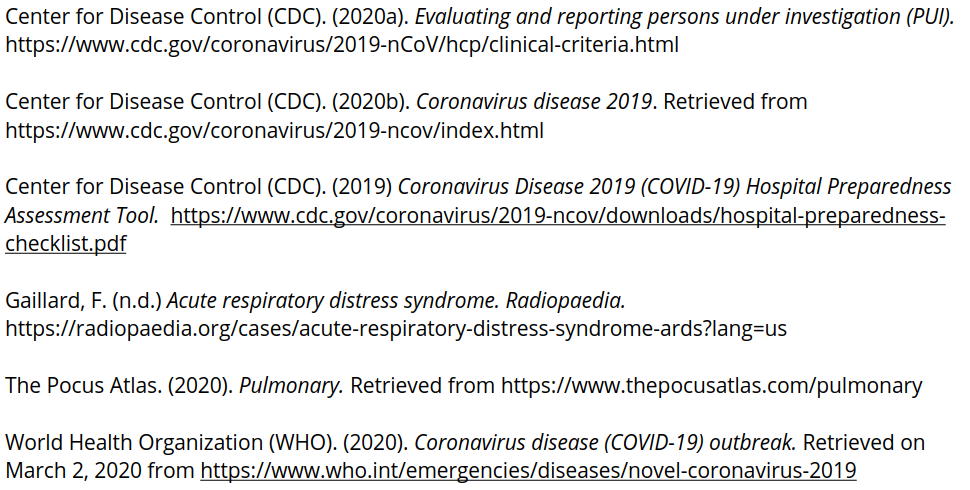 Center for Disease Control (CDC). (2020a). Evaluating and reporting persons under investigation (PUI).
https://www.cdc.gov/coronavirus/2019-nCoV/hcp/clinical-criteria.html
Center for Disease Control (CDC). (2020b). Coronavirus disease 2019. Retrieved from
https://www.cdc.gov/coronavirus/2019-ncov/index.html
Center for Disease Control (CDC). (2019) Coronavirus Disease 2019 (COVID-19) Hospital Preparedness
Assessment Tool.  https://www.cdc.gov/coronavirus/2019-ncov/downloads/hospital-preparedness-
checklist.pdf
Gaillard, F. (n.d.) Acute respiratory distress syndrome. Radiopaedia.
https://radiopaedia.org/cases/acute-respiratory-distress-syndrome-ards?lang=us
The Pocus Atlas. (2020). Pulmonary. Retrieved from https://www.thepocusatlas.com/pulmonary
World Health Organization (WHO). (2020). Coronavirus disease (COVID-19) outbreak. Retrieved on
March 2, 2020 from https://www.who.int/emergencies/diseases/novel-coronavirus-2019